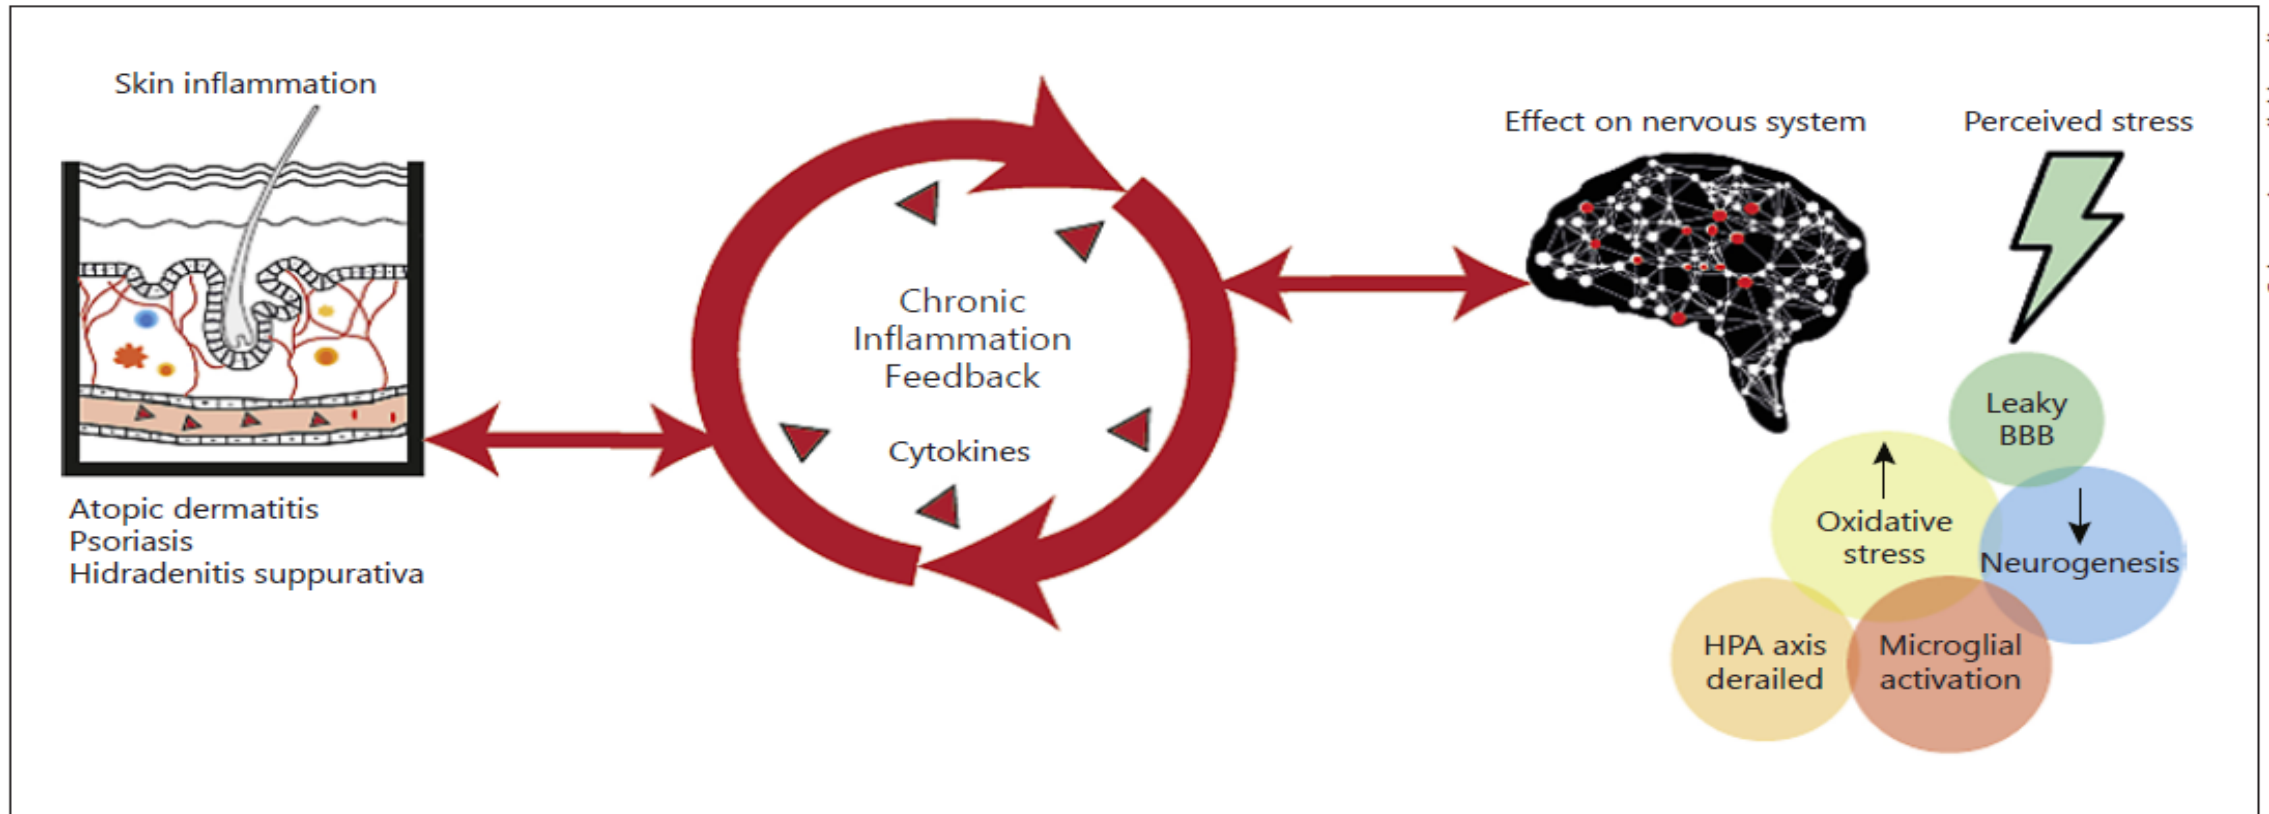 Skin inflammation
Atopic dermatitis
Psoriasis
Hidradenitis suppurativa
Chronic
Inflammation
Feedback
Cytokines
Effect on nervous system
Perceived stress
Leaky
BBB
Oxidative
stress
Neurogenesis
HPA axis
derailed
Microglial
activation